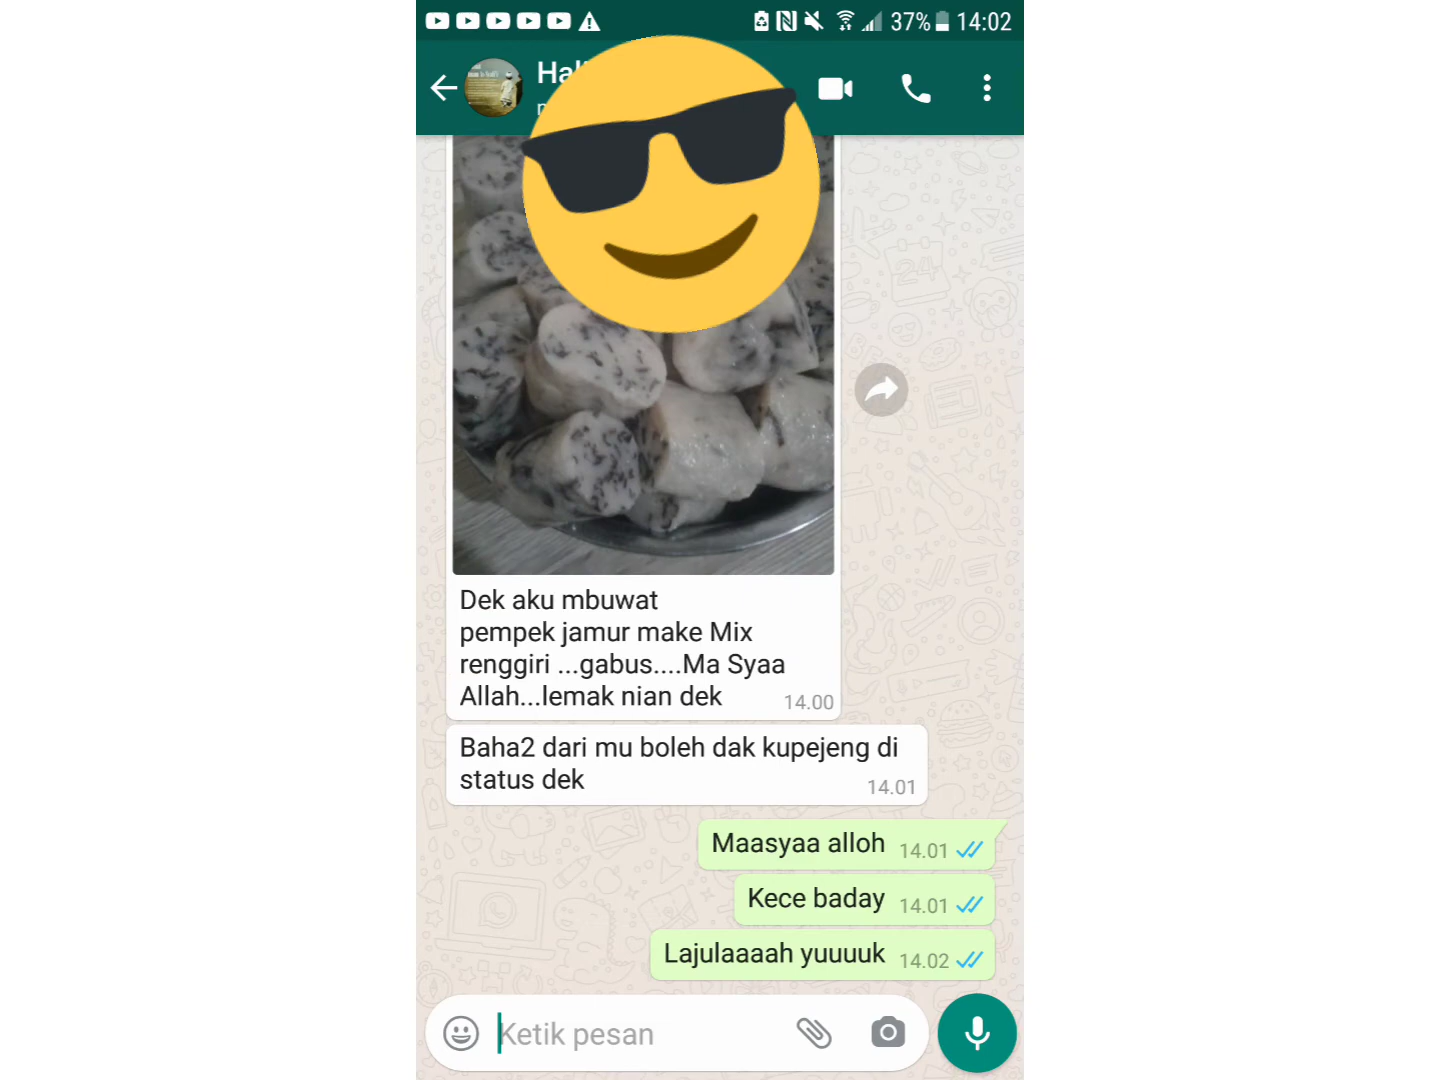 37% 14:02
Dek aku mbuwat
pempek jamur make Mix
renggiri ...gabus....Ma Syaa
Allah...lemak nian dek 14.00
Baha2 dari mu boleh dak kupejeng di
status dek 14.01
Maasyaa alloh 14.01
Kece baday 14.01
Lajulaaaah yuuuuk 14.02
Ketik pesan